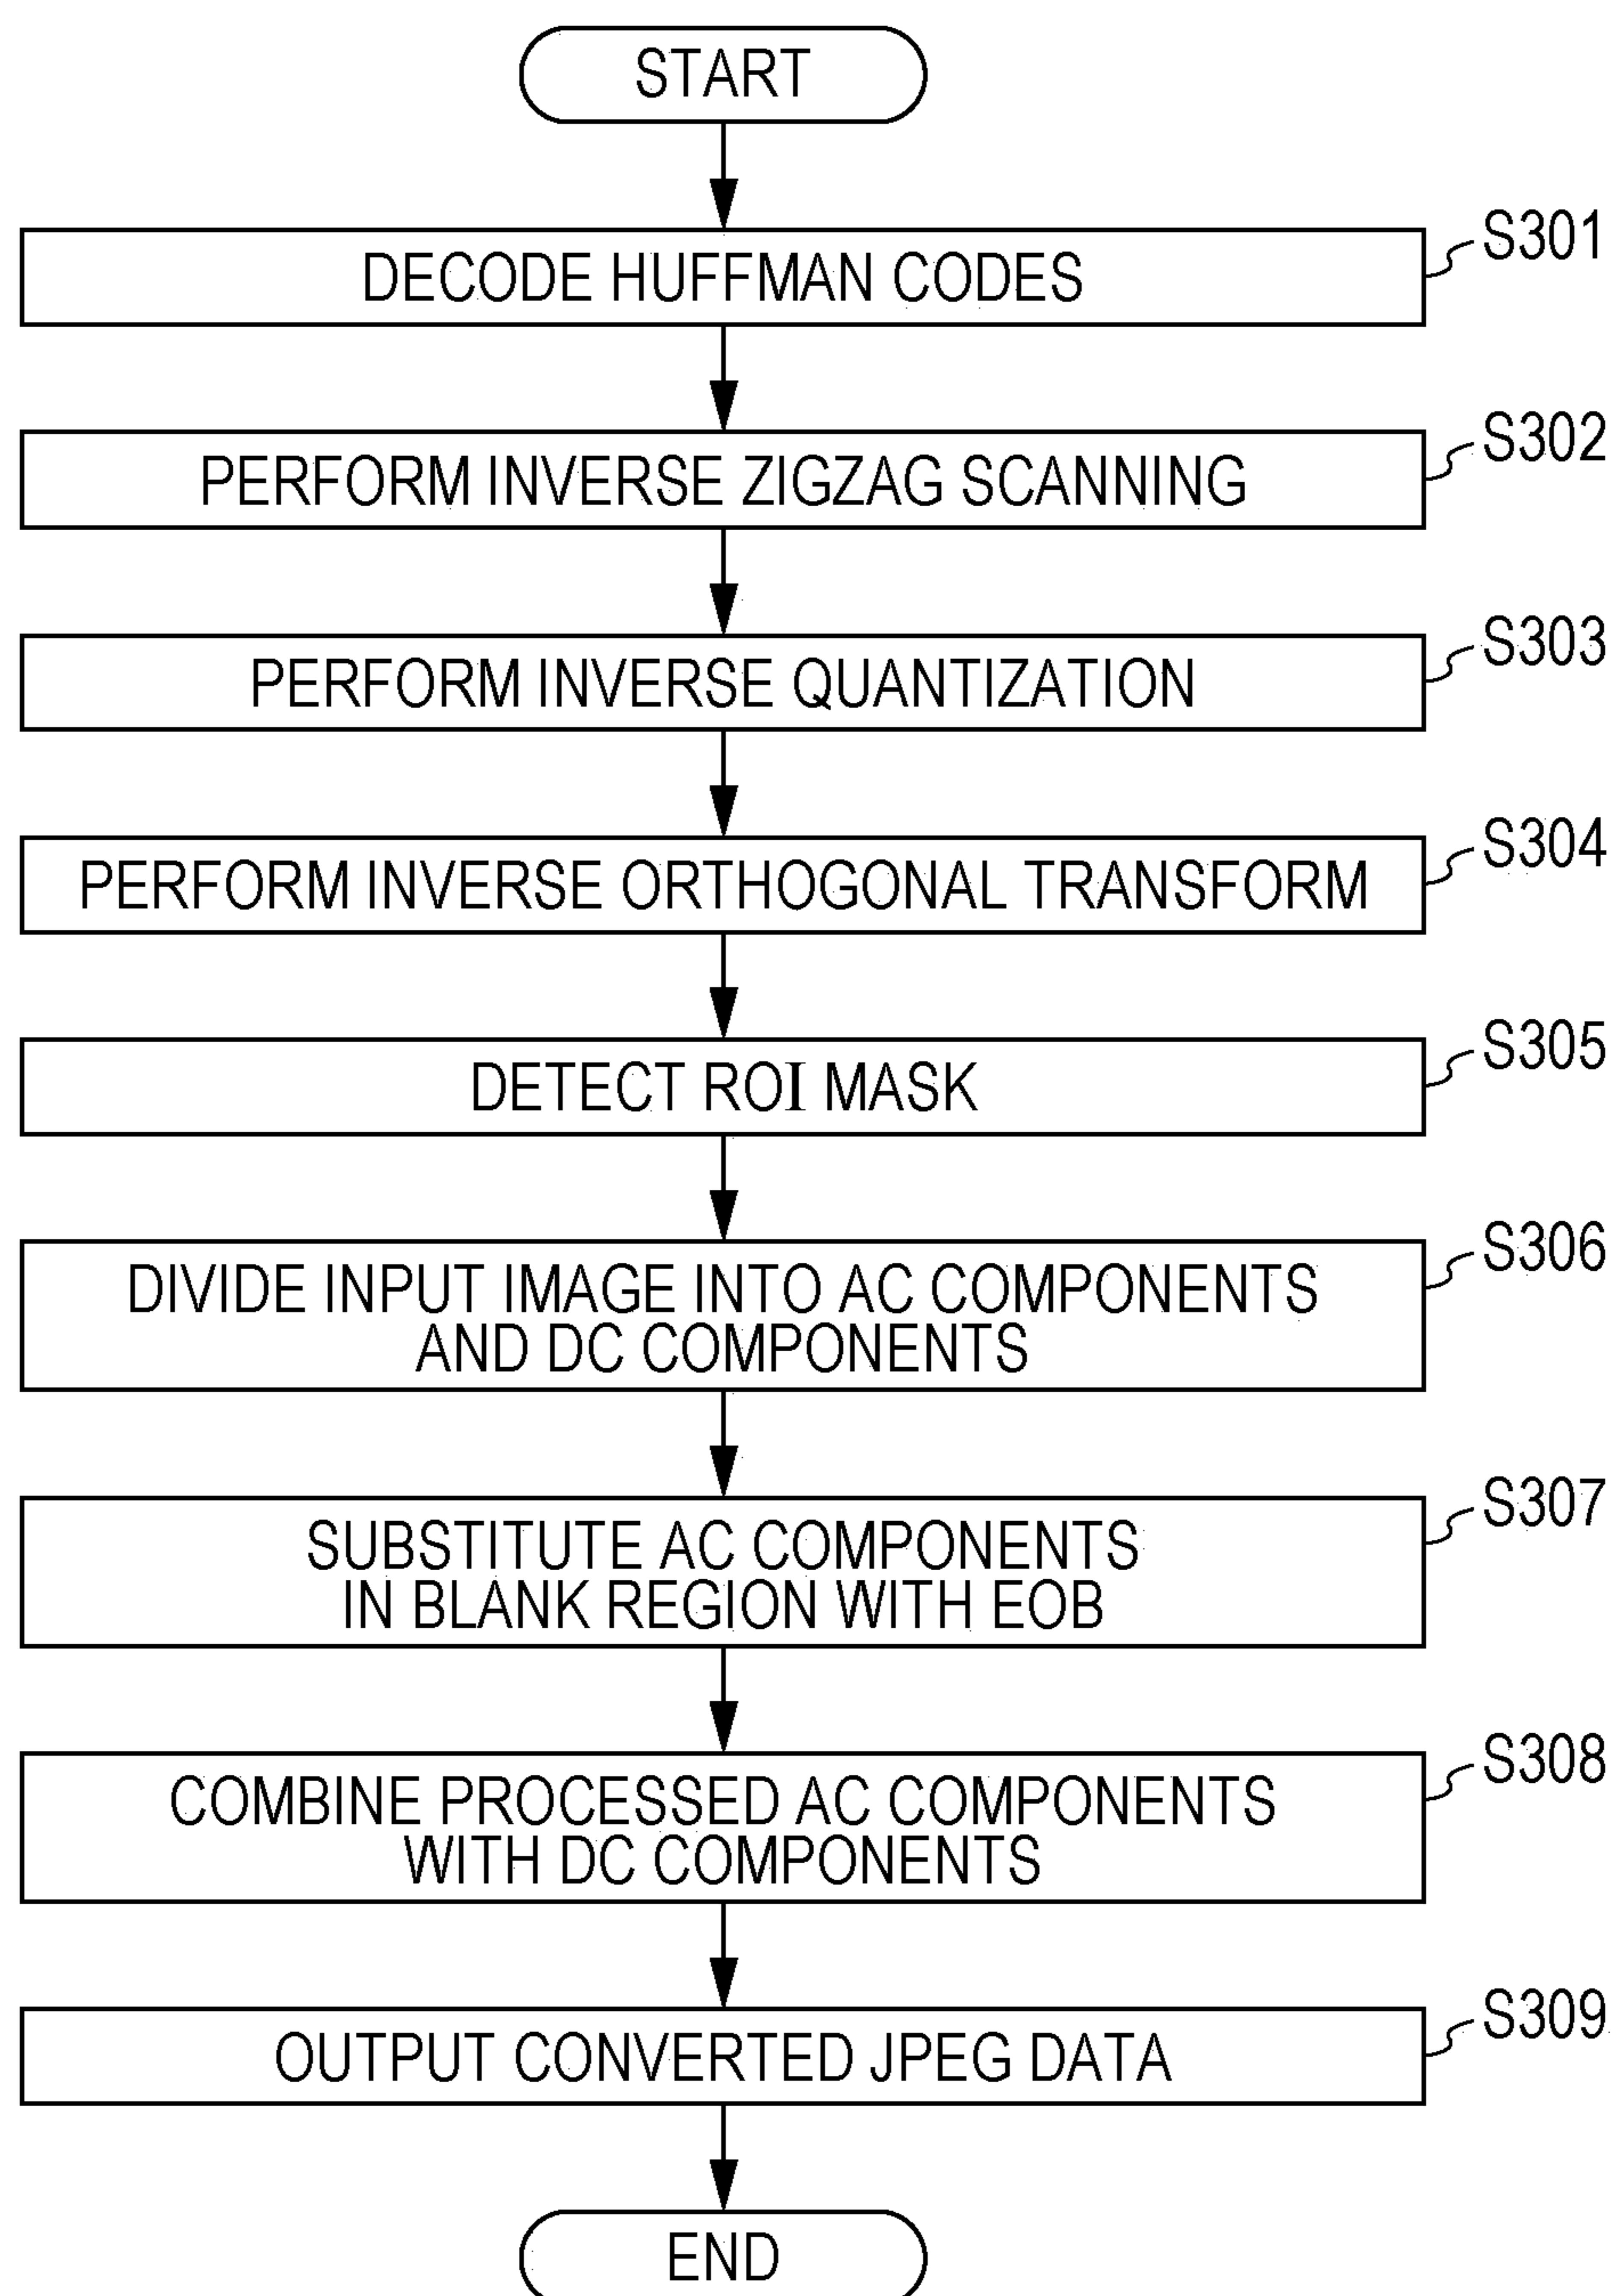 START
S301
DECODE HUFFMAN CODES
S302
PERFORM INVERSE ZIGZAG SCANNING
S303
PERFORM INVERSE QUANTIZATION
S304
PERFORM INVERSE ORTHOGONAL TRANSFORM
S305
DETECT ROI MASK
S306
DIVIDE INPUT IMAGE INTO AC COMPONENTS
AND DC COMPONENTS
S307
SUBSTITUTE AC COMPONENTS
IN BLANK REGION WITH EOB
S308
COMBINE PROCESSED AC COMPONENTS
WITH DC COMPONENTS
S309
OUTPUT CONVERTED JPEG DATA
END